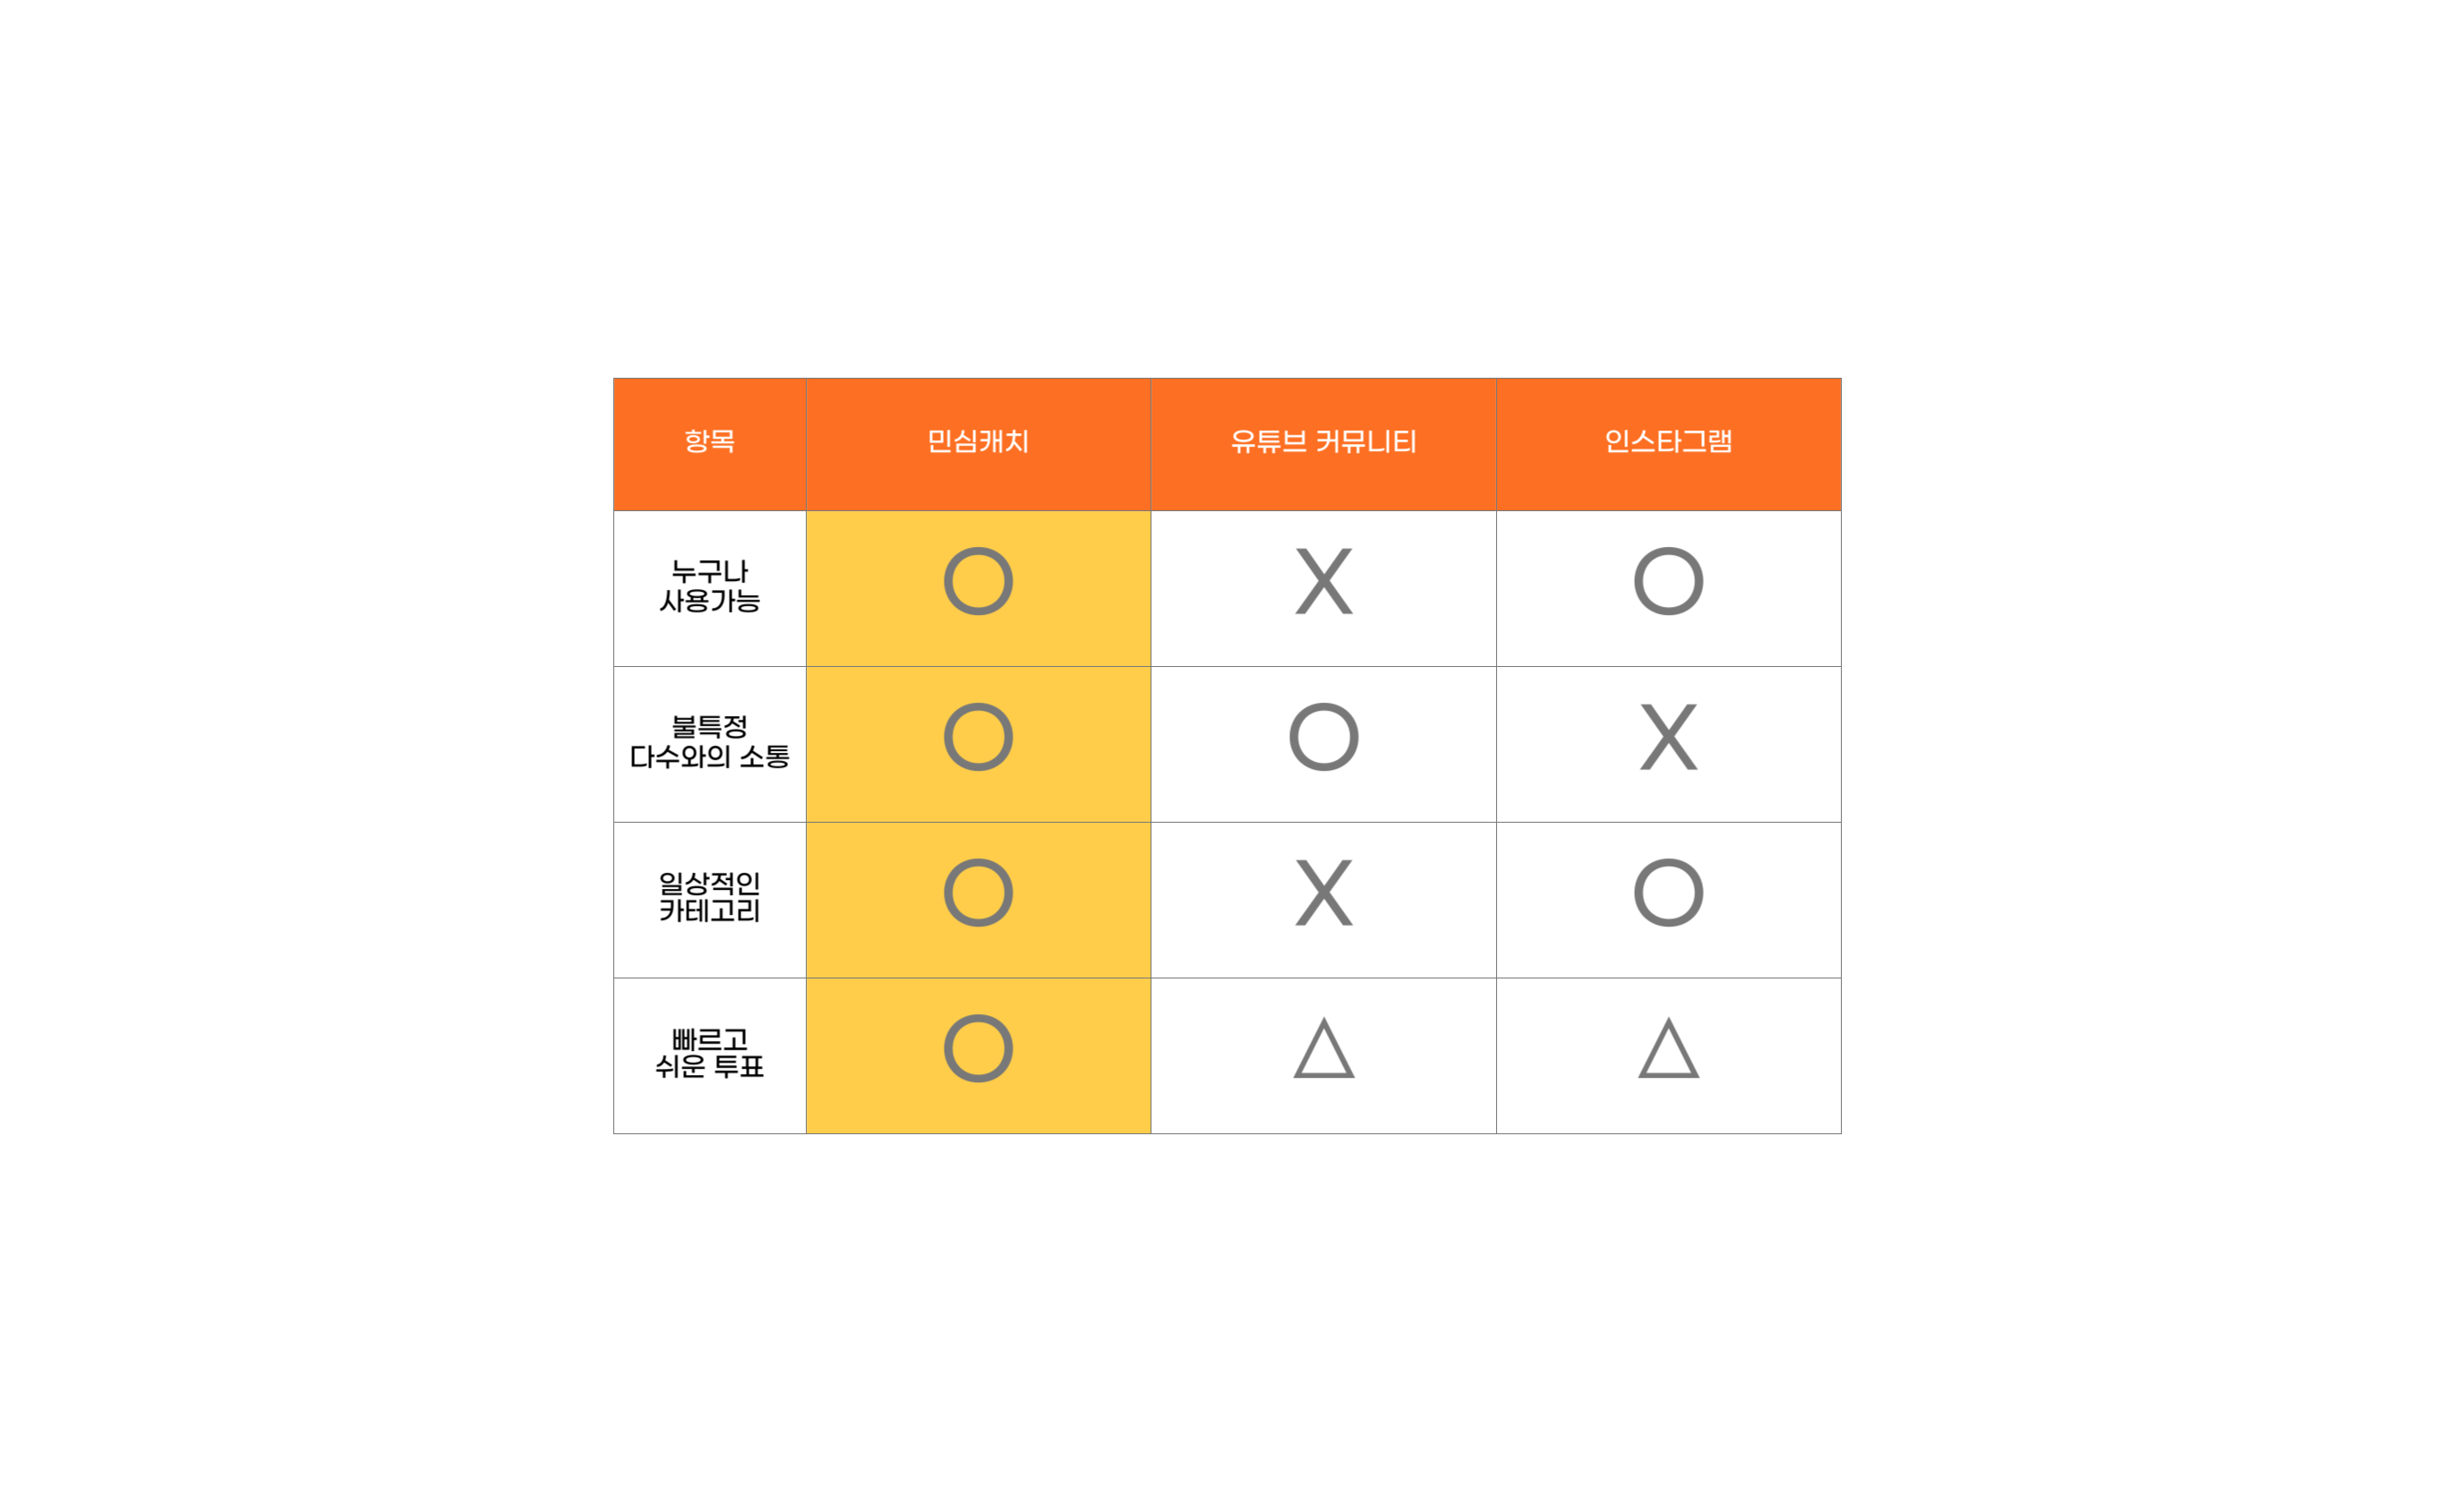 항목 민심캐치 유튜브 커뮤니티 인스타그램
누구나
사용가능 O X O
불특정
다수와의 소통 O O X
일상적인
카테고리 O X O
빠르고
쉬운 투표 O △ △